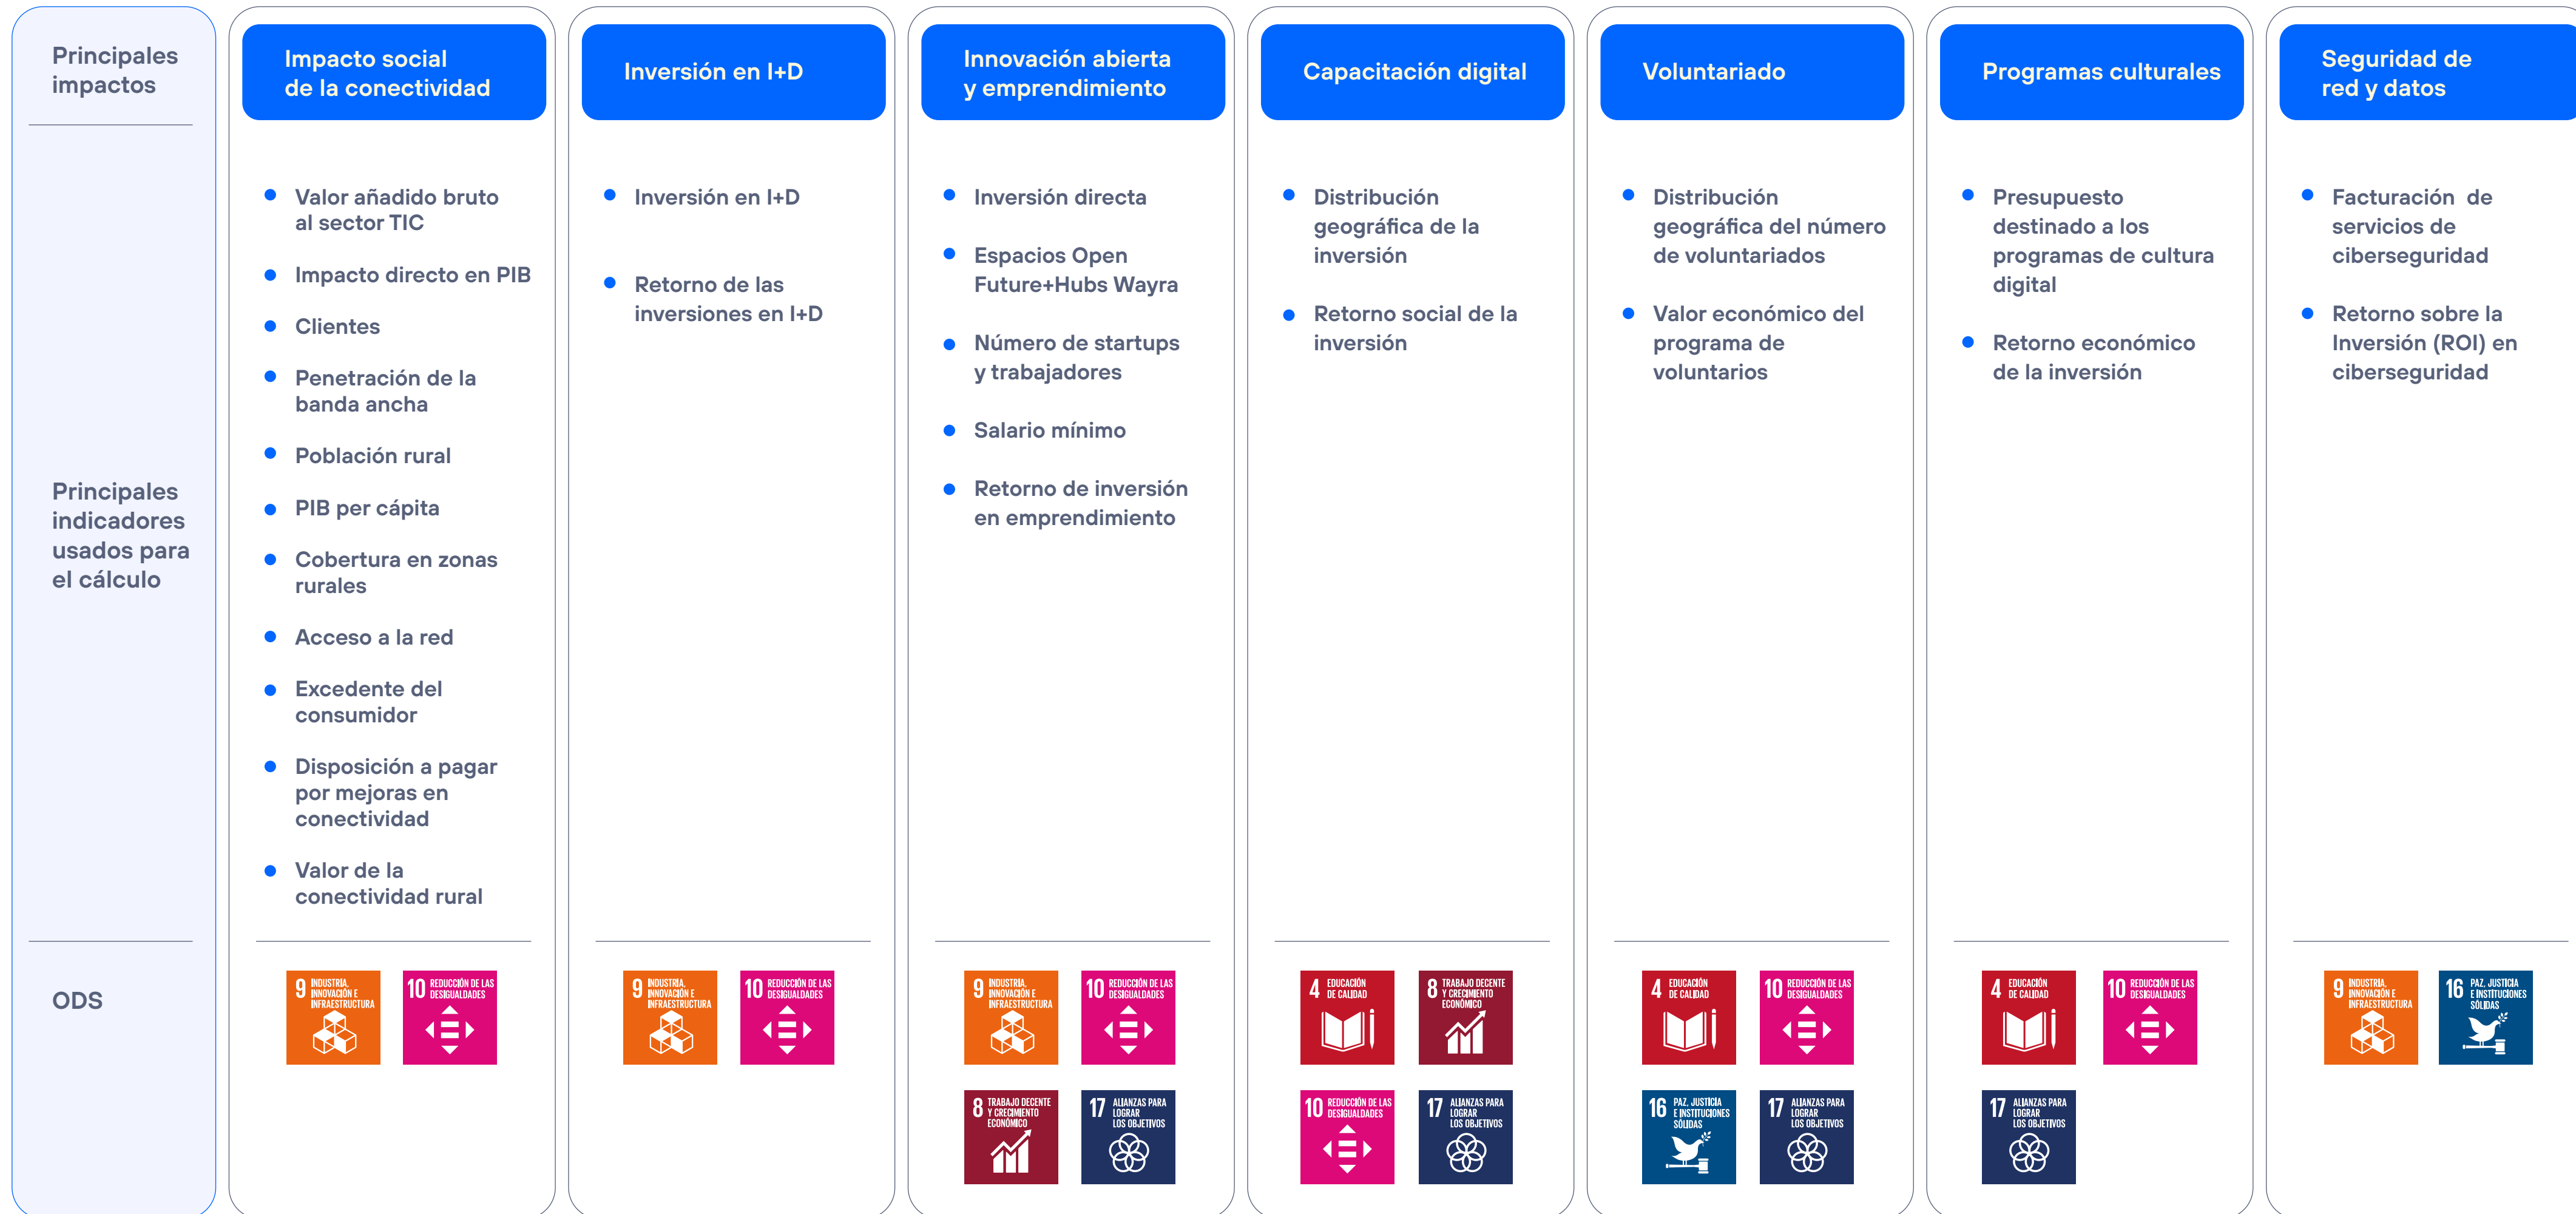 Principales
impactos
Principales
indicadores
usados para
el cálculo
ODS
Impacto social
de la conectividad
Valor añadido bruto
al sector TIC
Impacto directo en PIB
Clientes
Penetración de la
banda ancha
Población rural
PIB per cápita
Cobertura en zonas
rurales
Acceso a la red
Excedente del
consumidor
Disposición a pagar
por mejoras en
conectividad
Valor de la
conectividad rural
9 INDUSTRIA,
INNOVACIÓN E
INFRAESTRUCTURA
10 REDUCCIÓN DE LAS
DESIGUALDADES
Inversión en I+D
Inversión en I+D
Retorno de las
inversiones en I+D
9 INDUSTRIA,
INNOVACIÓN E
INFRAESTRUCTURA
10 REDUCCIÓN DE LAS
DESIGUALDADES
Innovación abierta
y emprendimiento
Inversión directa
Espacios Open
Future+Hubs Wayra
Número de startups
y trabajadores
Salario mínimo
Retorno de inversión
en emprendimiento
9 INDUSTRIA,
INNOVACIÓN E
INFRAESTRUCTURA
10 REDUCCIÓN DE LAS
DESIGUALDADES
8 TRABAJO DECENTE
Y CRECIMIENTO
ECONÓMICO
17 ALIANZAS PARA
LOGRAR
LOS OBJETIVOS
Capacitación digital
Distribución
geográfica de la
inversión
Retorno social de la
inversión
4 EDUCACIÓN
DE CALIDAD
8 TRABAJO DECENTE
Y CRECIMIENTO
ECONÓMICO
10 REDUCCIÓN DE LAS
DESIGUALDADES
17 ALIANZAS PARA
LOGRAR
LOS OBJETIVOS
Voluntariado
Distribución
geográfica del número
de voluntariados
Valor económico del
programa de
voluntarios
4 EDUCACIÓN
DE CALIDAD
10 REDUCCIÓN DE LAS
DESIGUALDADES
16 PAZ, JUSTICIA
E INSTITUCIONES
SÓLIDAS
17 ALIANZAS PARA
LOGRAR
LOS OBJETIVOS
Programas culturales
Presupuesto
destinado a los
programas de cultura
digital
Retorno económico
de la inversión
4 EDUCACIÓN
DE CALIDAD
10 REDUCCIÓN DE LAS
DESIGUALDADES
17 ALIANZAS PARA
LOGRAR
LOS OBJETIVOS
Seguridad de
red y datos
Facturación de
servicios de
ciberseguridad
Retorno sobre la
Inversión (ROI) en
ciberseguridad
9 INDUSTRIA,
INNOVACIÓN E
INFRAESTRUCTURA
16 PAZ, JUSTICIA
E INSTITUCIONES
SÓLIDAS